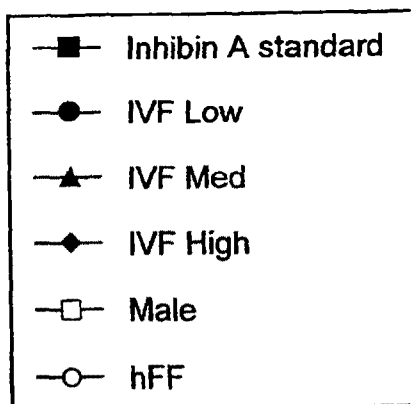 Inhibin A standard
IVF Low
IVF Med
IVF High
Male
hFF